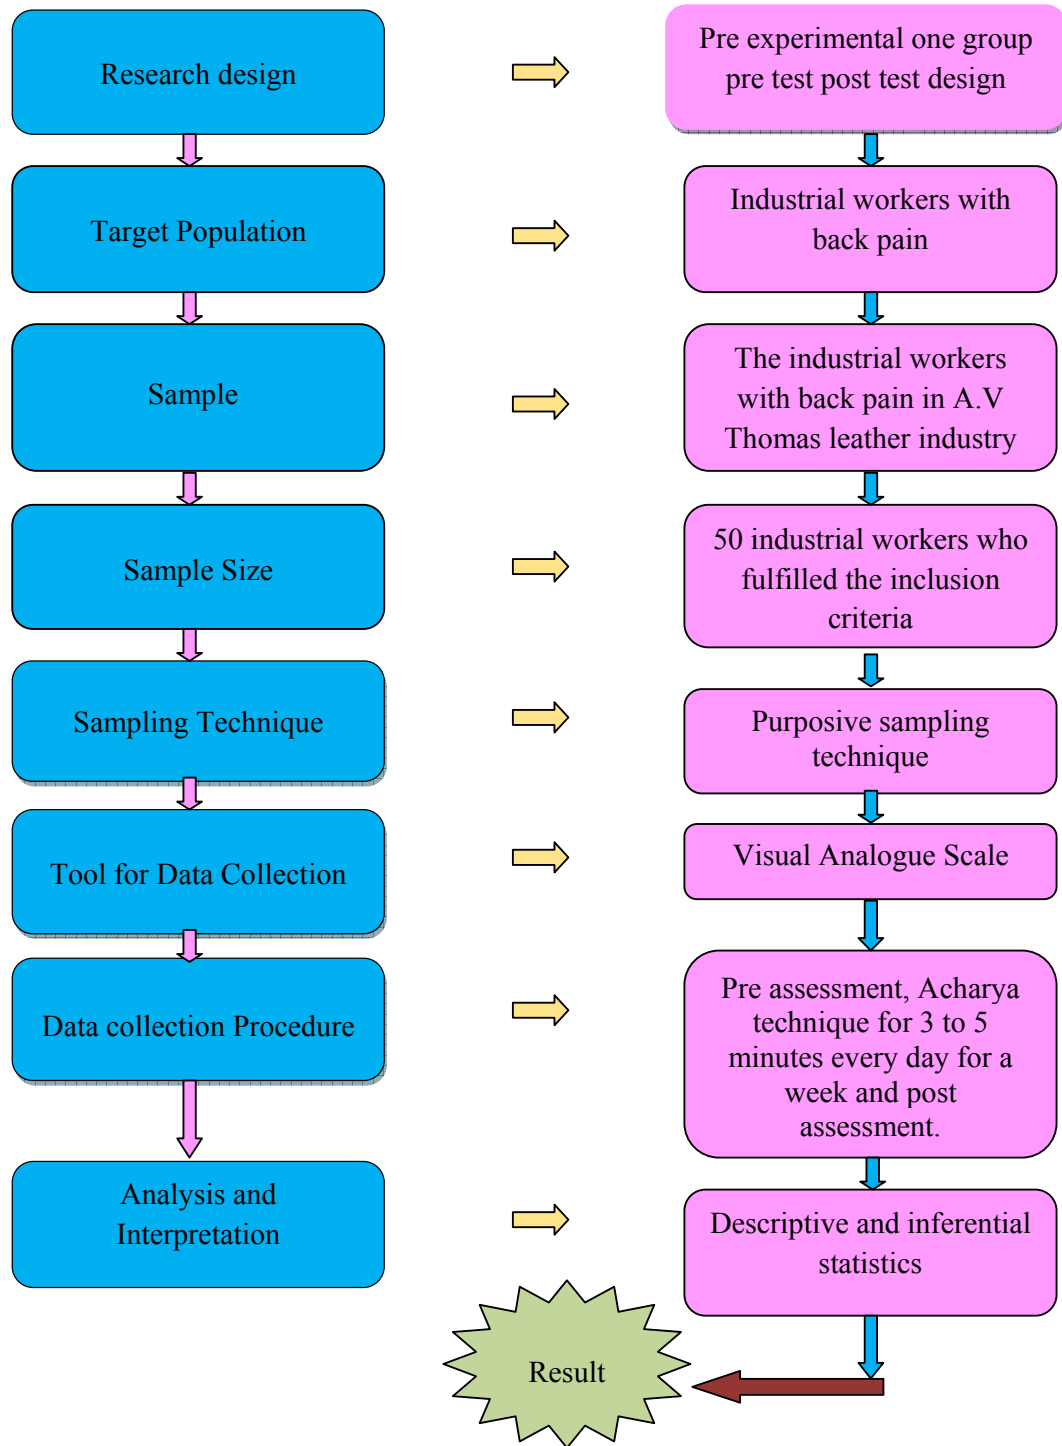 Research design
Pre experimental one group
pre test post test design
Target Population
Industrial workers with
back pain
Sample
The industrial workers
with back pain in A.V
Thomas leather industry
Sample Size
50 industrial workers who
fulfilled the inclusion
criteria
Sampling Technique
Purposive sampling
technique
Tool for Data Collection
Visual Analogue Scale
Data collection Procedure
Pre assessment, Acharya
technique for 3 to 5
minutes every day for a
week and post
assessment.
Analysis and
Interpretation
Descriptive and inferential
statistics
Result